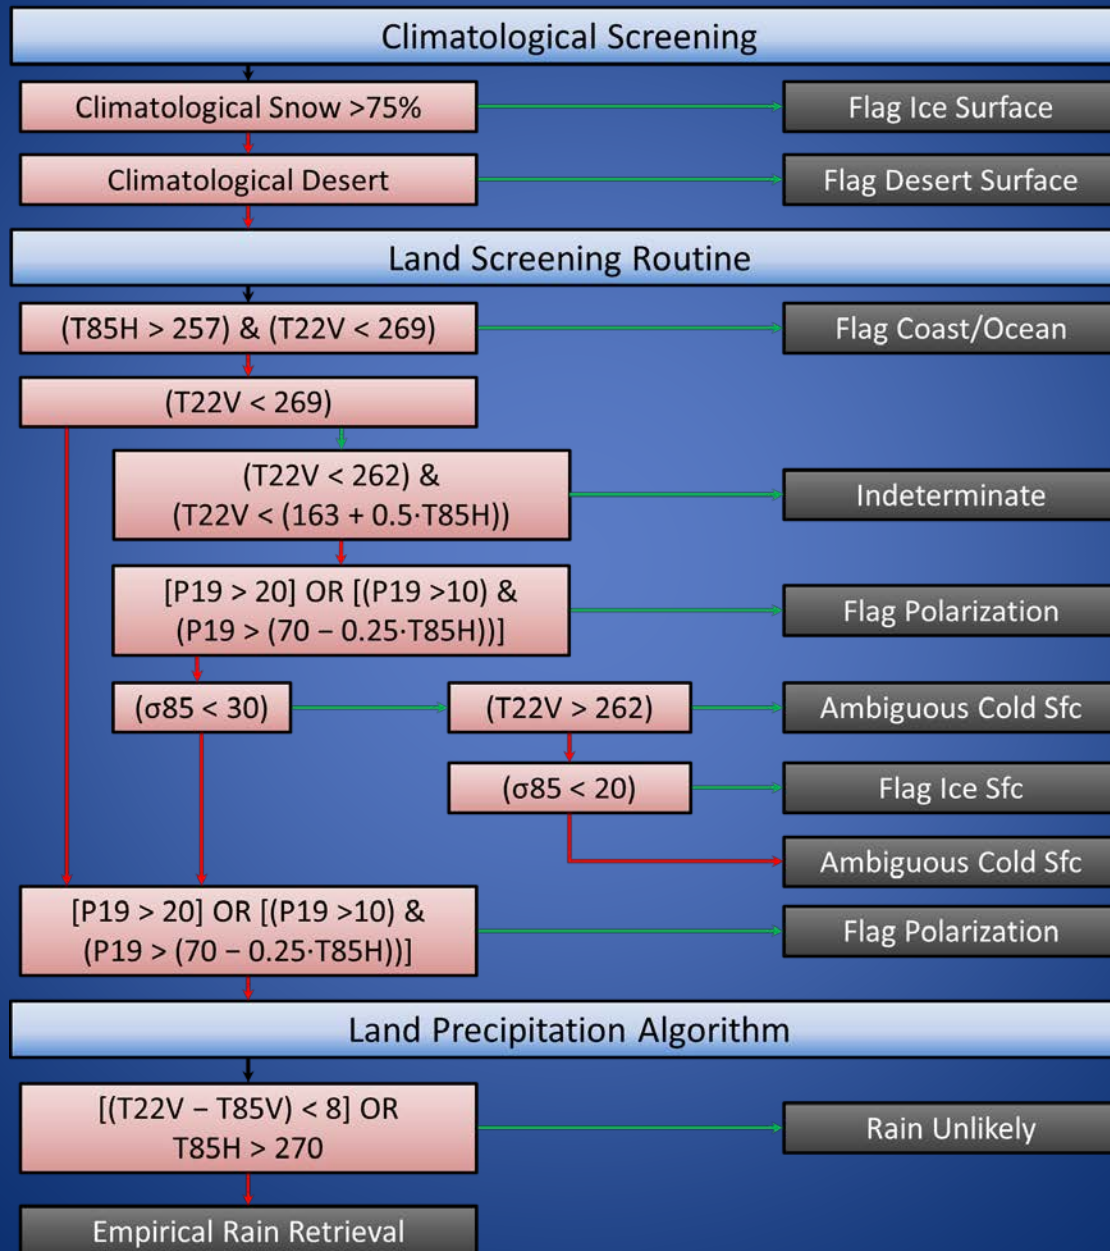 Climatological Screening
Climatological Snow >75%
Flag Ice Surface
Climatological Desert
Flag Desert Surface
Land Screening Routine
(T85H > 257) & (T22V < 269)
Flag Coast/Ocean
(T22V < 269)
(T22V < 262) &
(T22V < (163 + 0.5·T85H))
Indeterminate
[P19 > 20] OR [(P19 >10) &
(P19 > (70 − 0.25·T85H))]
Flag Polarization
(σ85 < 30)
(T22V > 262)
Ambiguous Cold Sfc
(σ85 < 20)
Flag Ice Sfc
Ambiguous Cold Sfc
[P19 > 20] OR [(P19 >10) &
(P19 > (70 − 0.25·T85H))]
Flag Polarization
Land Precipitation Algorithm
[(T22V − T85V) < 8] OR
T85H > 270
Rain Unlikely
Empirical Rain Retrieval